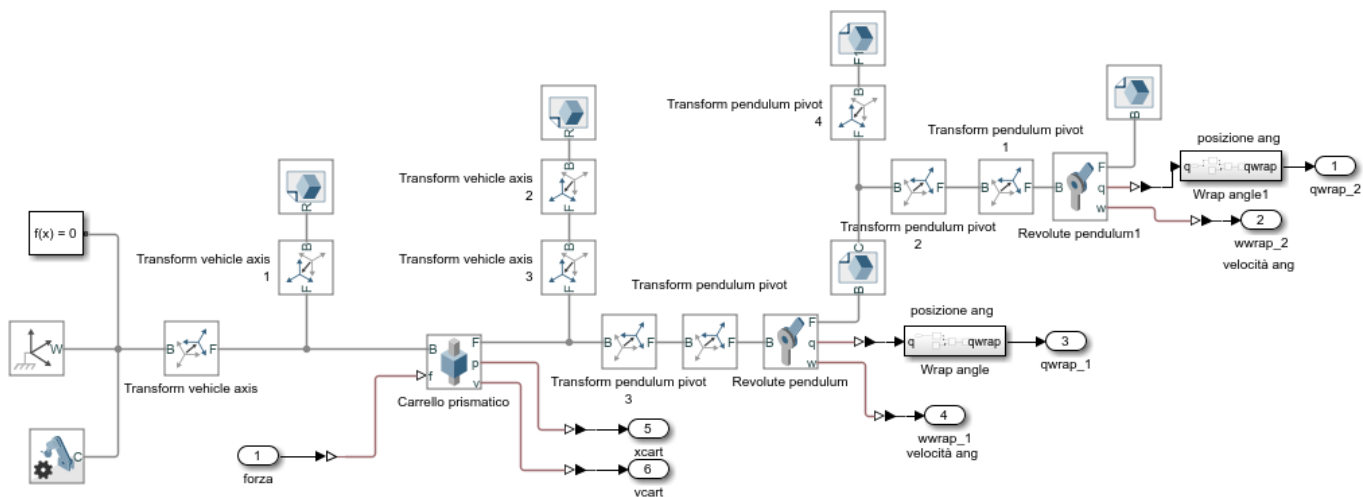 F1
B
Transform pendulum pivot
4
B
F
B
Transform pendulum pivot
1
posizione ang
q
qwrap
1
qwrap_2
Wrap angle1
R
B
Transform vehicle axis
2
F
B
F
B
F
B
F
q
w
Transform pendulum pivot
2
Revolute pendulum1
2
wwrap_2
velocità ang
R
f(x) = 0
B
Transform vehicle axis
1
F
B
Transform vehicle axis
3
F
C
B
Transform pendulum pivot
posizione ang
W
B
F
Transform vehicle axis
B
f
F
p
v
Carrello prismatico
B
F
Transform pendulum pivot
3
B
F
B
F
q
w
Revolute pendulum
q
qwrap
Wrap angle
3
qwrap_1
4
wwrap_1
velocità ang
C
1
forza
5
xcart
6
vcart